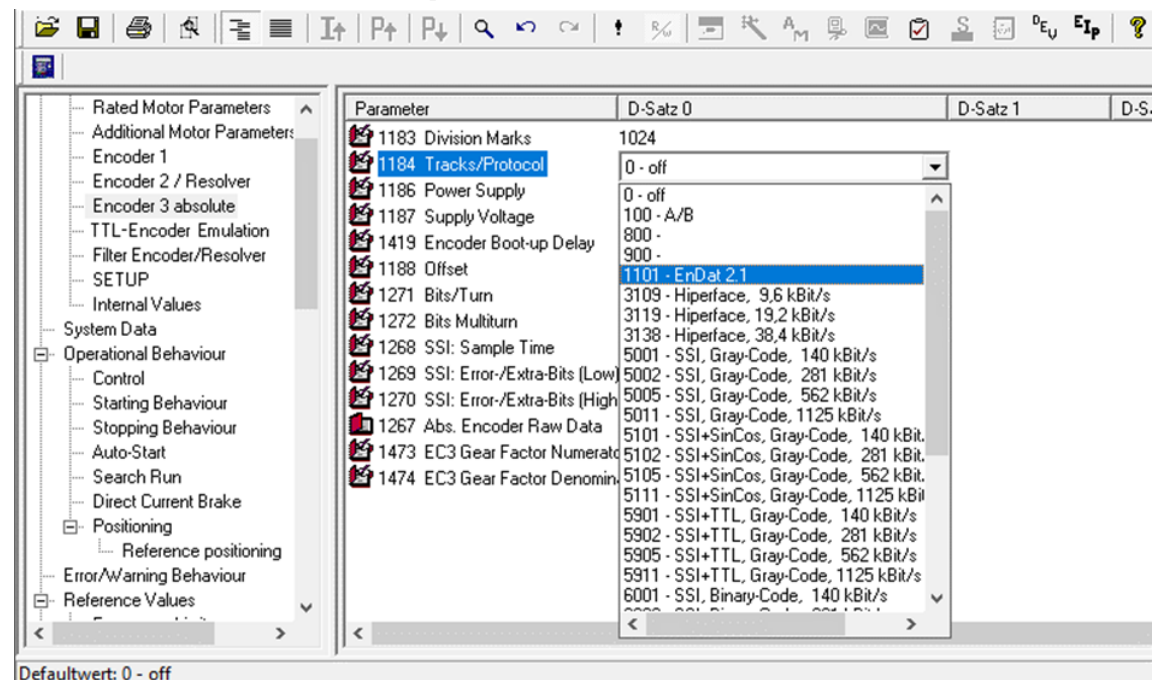 I P P R/ω AM S DEV EIP ?
Rated Motor Parameters
Additional Motor Parameters
Encoder 1
Encoder 2 / Resolver
Encoder 3 absolute
TTL-Encoder Emulation
Filter Encoder/Resolver
SETUP
Internal Values
System Data
Operational Behaviour
Control
Starting Behaviour
Stopping Behaviour
Auto-Start
Search Run
Direct Current Brake
Positioning
Reference positioning
Error/Warning Behaviour
Reference Values
Parameter D-Satz 0 D-Satz 1 D-S
1183 Division Marks 1024
1184 Tracks/Protocol 0 - off
1186 Power Supply
1187 Supply Voltage
1419 Encoder Boot-up Delay
1188 Offset
1271 Bits/Turn
1272 Bits Multiturn
1268 SSI: Sample Time
1269 SSI: Error-/Extra-Bits (Low)
1270 SSI: Error-/Extra-Bits (High
1267 Abs. Encoder Raw Data
1473 EC3 Gear Factor Numerato
1474 EC3 Gear Factor Denomin
0 - off
100 - A/B
800 -
900 -
1101 - EnDat 2.1
3109 - Hiperface, 9,6 kBit/s
3119 - Hiperface, 19,2 kBit/s
3138 - Hiperface, 38,4 kBit/s
5001 - SSI, Gray-Code, 140 kBit/s
5002 - SSI, Gray-Code, 281 kBit/s
5005 - SSI, Gray-Code, 562 kBit/s
5011 - SSI, Gray-Code, 1125 kBit/s
5101 - SSI+SinCos, Gray-Code, 140 kBit.
5102 - SSI+SinCos, Gray-Code, 281 kBit.
5105 - SSI+SinCos, Gray-Code, 562 kBit.
5111 - SSI+SinCos, Gray-Code, 1125 kBit
5901 - SSI+TTL, Gray-Code, 140 kBit/s
5902 - SSI+TTL, Gray-Code, 281 kBit/s
5905 - SSI+TTL, Gray-Code, 562 kBit/s
5911 - SSI+TTL, Gray-Code, 1125 kBit/s
6001 - SSI, Binary-Code, 140 kBit/s
Defaultwert: 0 - off